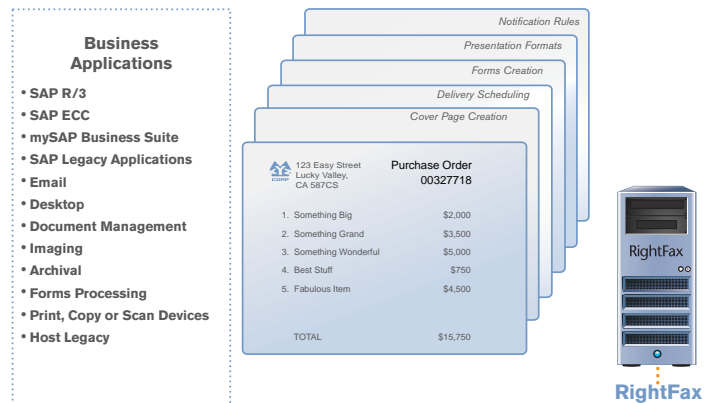 Business
Applications
• SAP R/3
• SAP ECC
• mySAP Business Suite
• SAP Legacy Applications
• Email
• Desktop
• Document Management
• Imaging
• Archival
• Forms Processing
• Print, Copy or Scan Devices
• Host Legacy
Notification Rules
Presentation Formats
Forms Creation
Delivery Scheduling
Cover Page Creation
123 Easy Street
Lucky Valley,
CA 587CS
CORP
Purchase Order
00327718
1. Something Big $2,000
2. Something Grand $3,500
3. Something Wonderful $5,000
4. Best Stuff $750
5. Fabulous Item $4,500
TOTAL $15,750
RightFax
RightFax